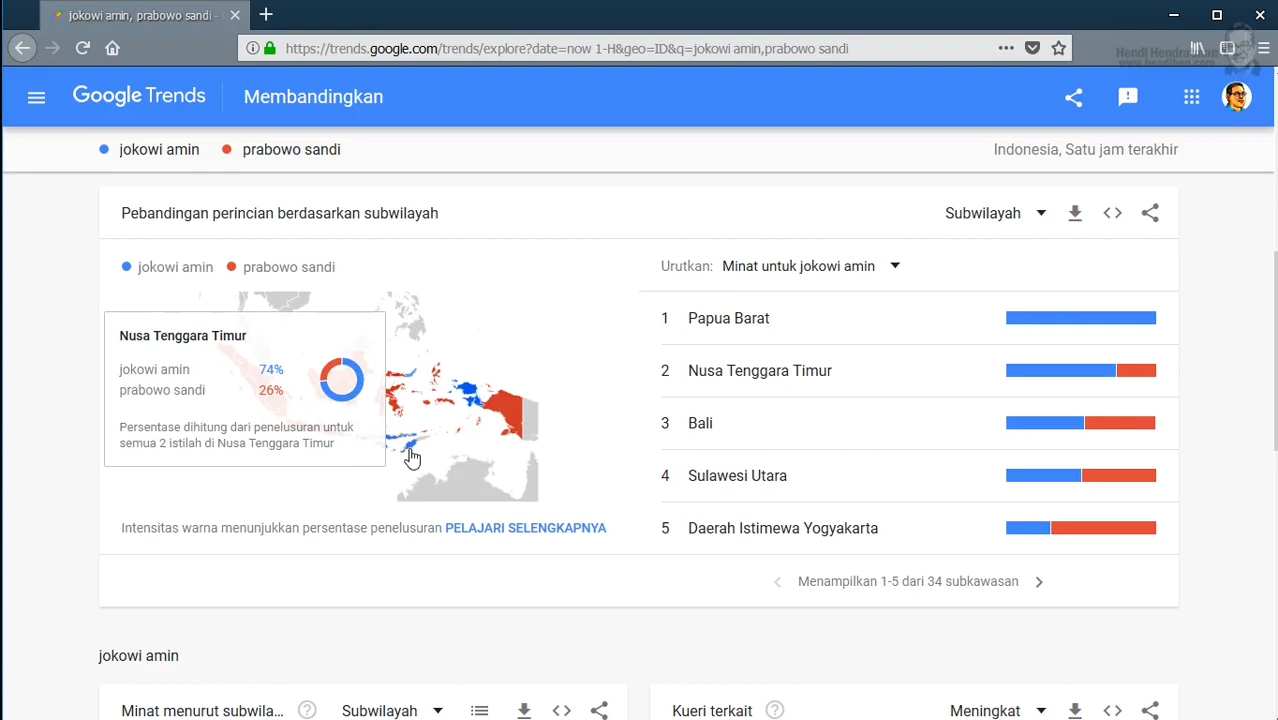 jokowi amin, prabowo sandi -
https://trends.google.com/trends/explore?date=now 1-H&geo=ID&q=jokowi amin,prabowo sandi
Hendi Hendratman
www.hendihen.com
Google Trends
Membandingkan
jokowi amin
prabowo sandi
Indonesia, Satu jam terakhir
Pebandingan perincian berdasarkan subwilayah
Subwilayah
jokowi amin
prabowo sandi
Urutkan: Minat untuk jokowi amin
Nusa Tenggara Timur
jokowi amin 74%
prabowo sandi 26%
Persentase dihitung dari penelusuran untuk
semua 2 istilah di Nusa Tenggara Timur
Intensitas warna menunjukkan persentase penelusuran PELAJARI SELENGKAPNYA
1 Papua Barat
2 Nusa Tenggara Timur
3 Bali
4 Sulawesi Utara
5 Daerah Istimewa Yogyakarta
Menampilkan 1-5 dari 34 subkawasan
jokowi amin
Minat menurut subwila...
Subwilayah
Kueri terkait
Meningkat